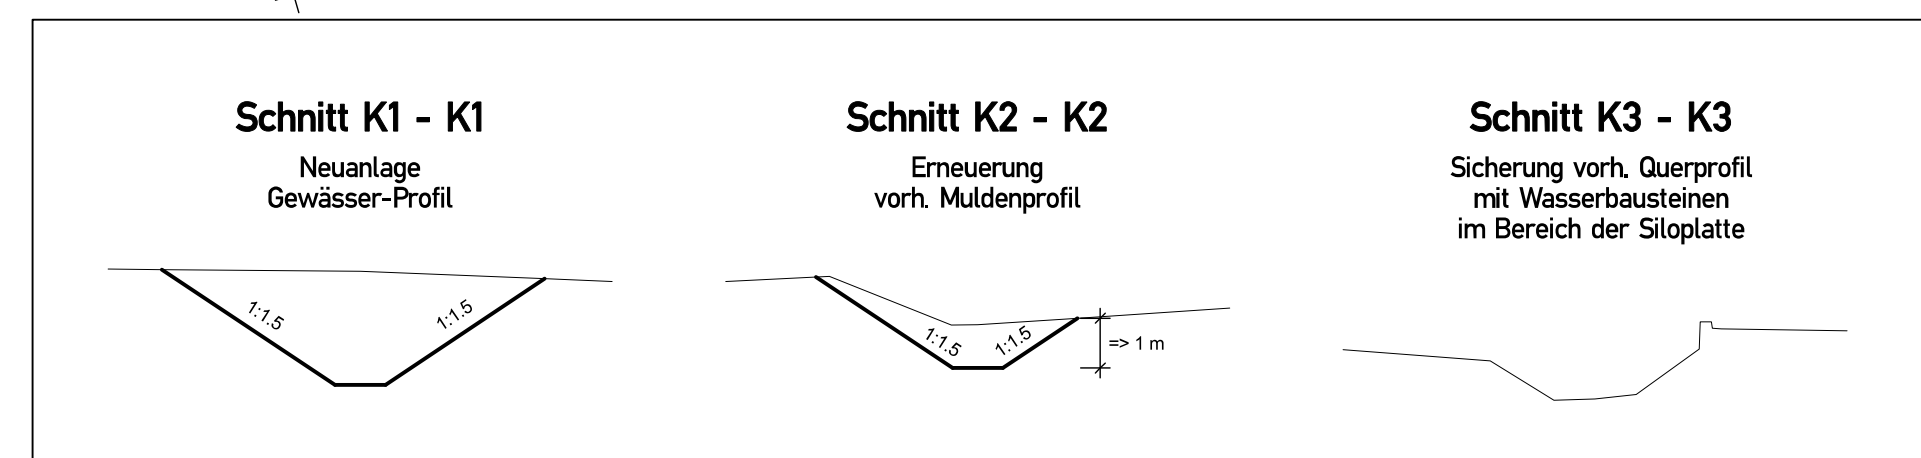 Schnitt K1 - K1
Neuanlage
Gewässer-Profil
1:1.5
1:1.5
Schnitt K2 - K2
Erneuerung
vorh. Muldenprofil
1:1.5
1:1.5
=> 1 m
Schnitt K3 - K3
Sicherung vorh. Querprofil
mit Wasserbausteinen
im Bereich der Siloplatte